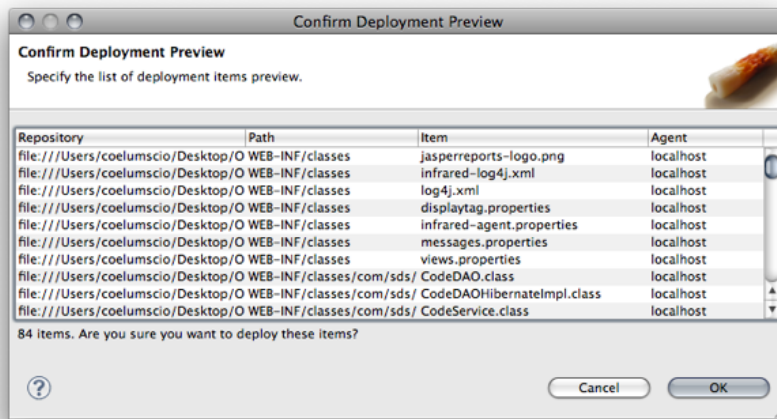 Confirm Deployment Preview
Confirm Deployment Preview
Specify the list of deployment items preview.
Repository Path Item Agent
file:///Users/coelumscio/Desktop/O WEB-INF/classes jasperreports-logo.png localhost
file:///Users/coelumscio/Desktop/O WEB-INF/classes infrared-log4j.xml localhost
file:///Users/coelumscio/Desktop/O WEB-INF/classes log4j.xml localhost
file:///Users/coelumscio/Desktop/O WEB-INF/classes displaytag.properties localhost
file:///Users/coelumscio/Desktop/O WEB-INF/classes infrared-agent.properties localhost
file:///Users/coelumscio/Desktop/O WEB-INF/classes messages.properties localhost
file:///Users/coelumscio/Desktop/O WEB-INF/classes views.properties localhost
file:///Users/coelumscio/Desktop/O WEB-INF/classes/com/sds/ CodeDAO.class localhost
file:///Users/coelumscio/Desktop/O WEB-INF/classes/com/sds/ CodeDAOHibernateImpl.class localhost
file:///Users/coelumscio/Desktop/O WEB-INF/classes/com/sds/ CodeService.class localhost
84 items. Are you sure you want to deploy these items?
? Cancel OK